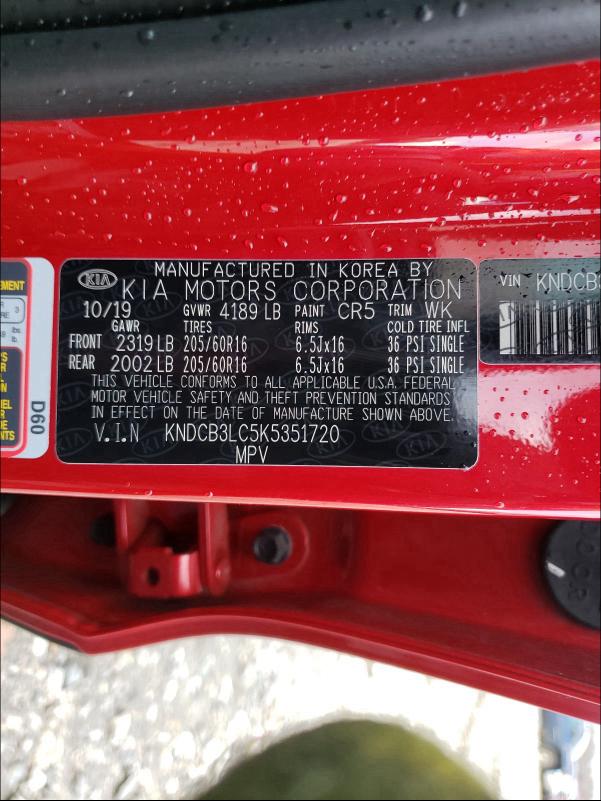 MANUFACTURED IN KOREA BY
KIA KIA MOTORS CORPORATION
10/19 GVWR 4189 LB PAINT CR5 TRIM WK
GAWR TIRES RIMS COLD TIRE INFL
FRONT 2319 LB 205/60R16 6.5Jx16 36 PSI SINGLE
REAR 2002 LB 205/60R16 6.5Jx16 36 PSI SINGLE
THIS VEHICLE CONFORMS TO ALL APPLICABLE U.S.A. FEDERAL
MOTOR VEHICLE SAFETY AND THEFT PREVENTION STANDARDS
IN EFFECT ON THE DATE OF MANUFACTURE SHOWN ABOVE.
V.I.N KNDCB3LC5K5351720
MPV
VIN KNDCB3
D60